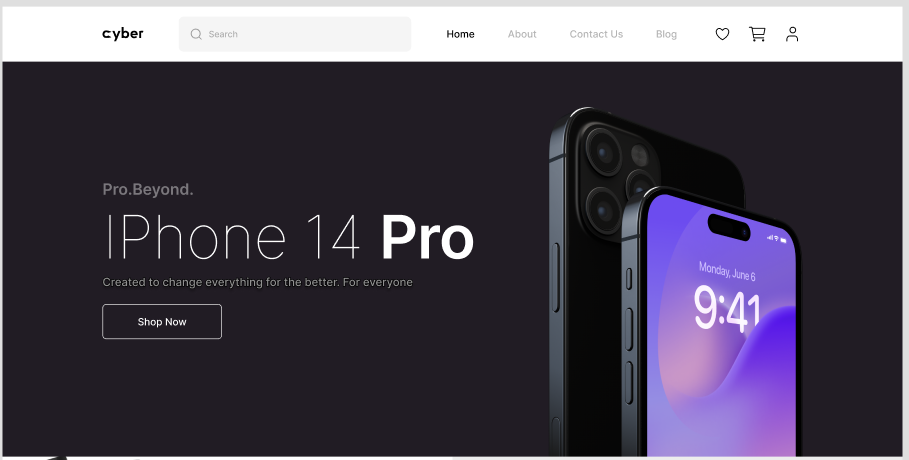 cyber
Search
Home
About
Contact Us
Blog
Pro.Beyond.
IPhone 14 Pro
Created to change everything for the better. For everyone
Shop Now
Monday, June 6
9:41